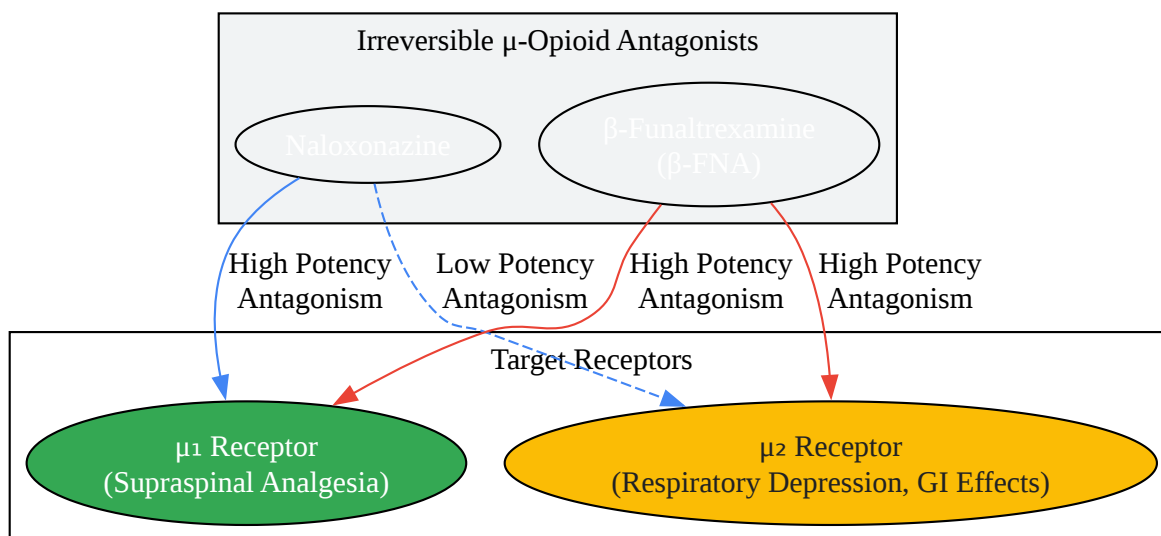 Irreversible μ-Opioid Antagonists
Naloxonazine
β-Funaltrexamine
(β-FNA)
High Potency
Antagonism
Low Potency
Antagonism
High Potency
Antagonism
High Potency
Antagonism
Target Receptors
μ₁ Receptor
(Supraspinal Analgesia)
μ₂ Receptor
(Respiratory Depression, GI Effects)